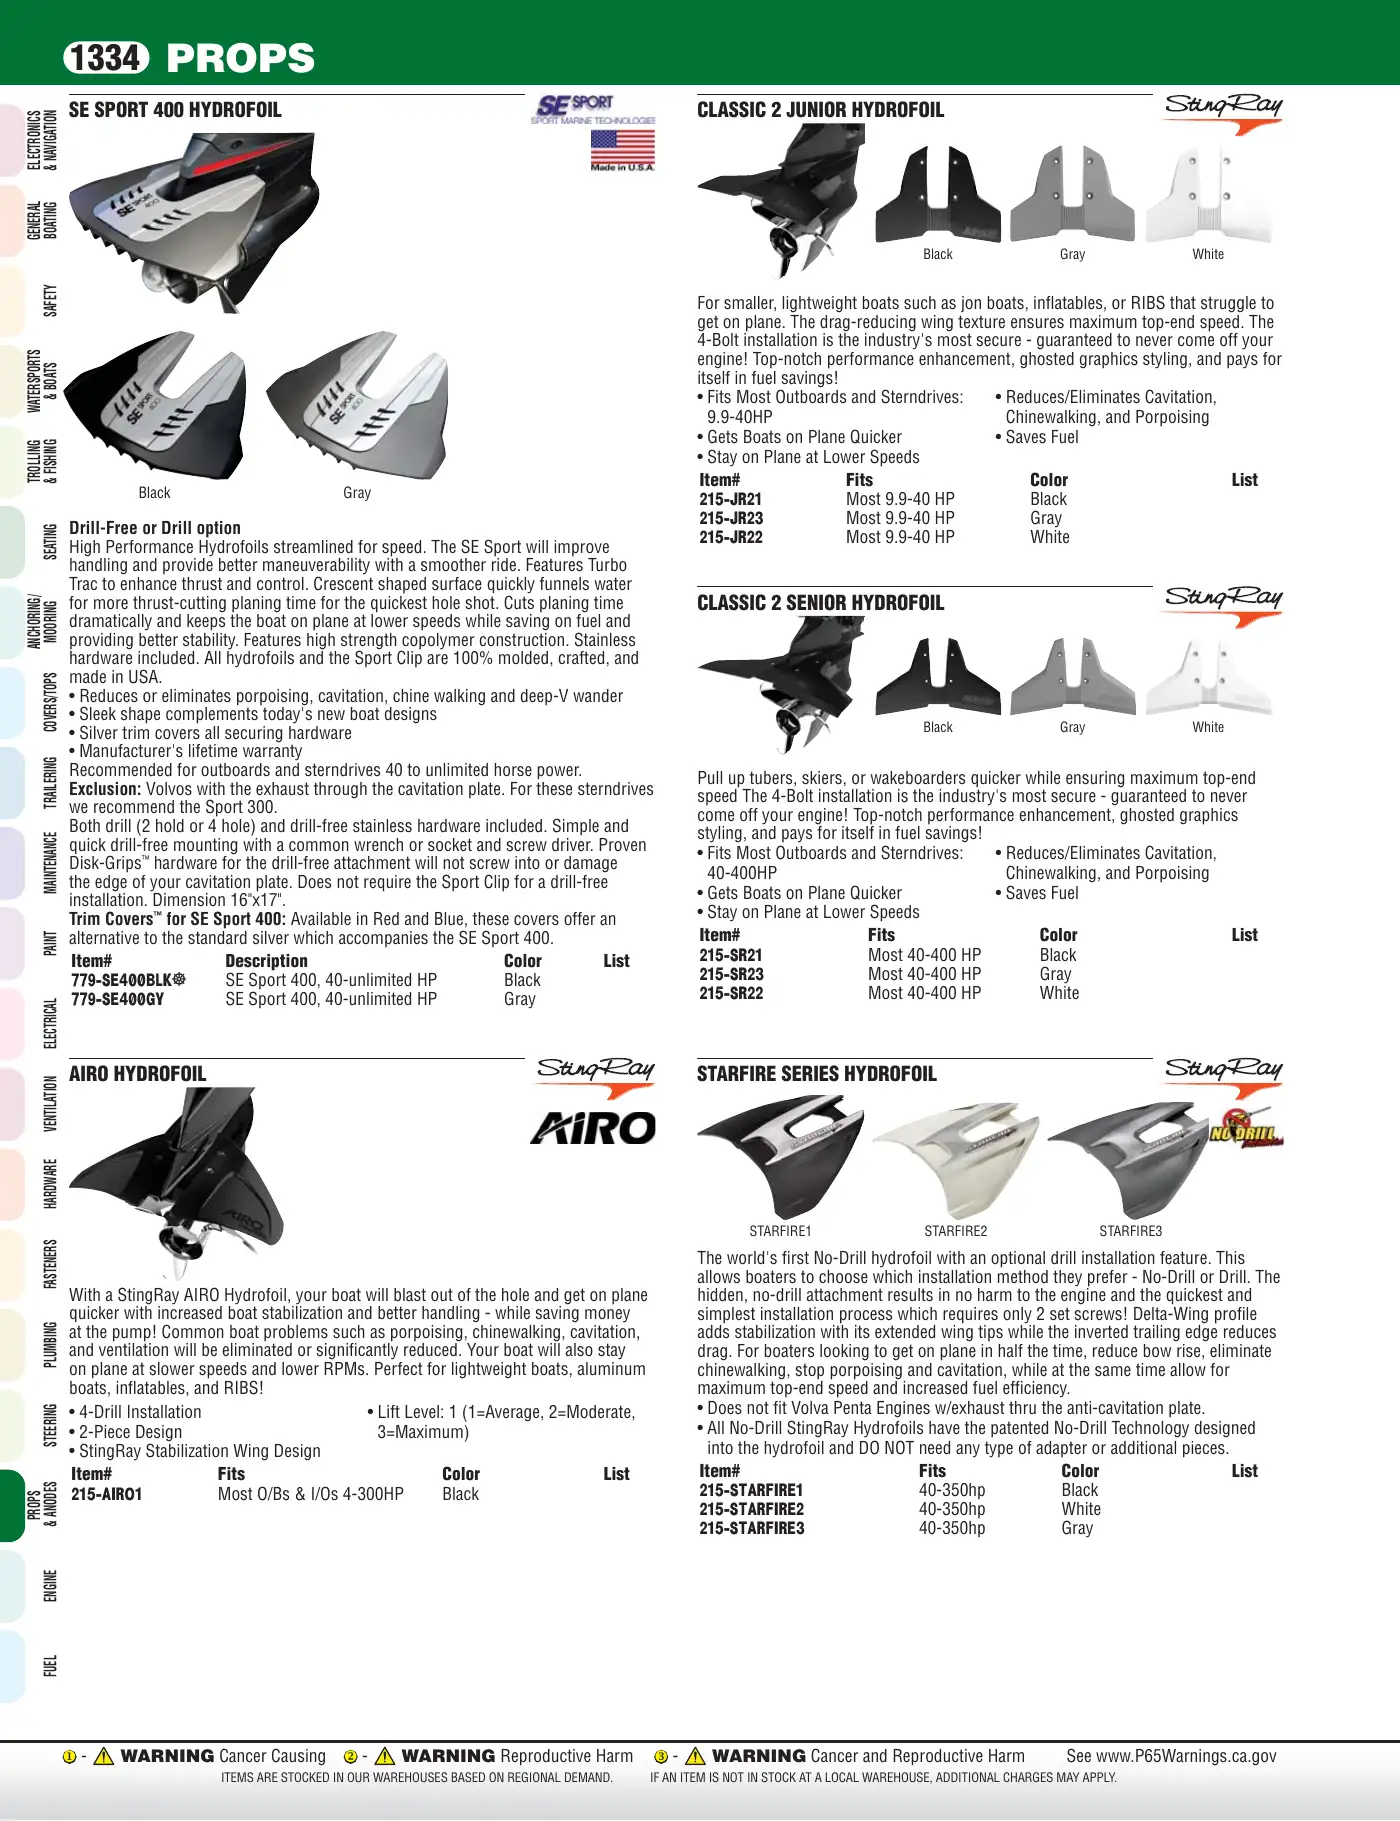 1334 PROPS
ELECTRONICS
& NAVIGATION
GENERAL
BOATING
SAFETY
WATERSPORTS
& BOATS
TROLLING
& FISHING
SEATING
ANCHORING/
MOORING
COVERS/TOPS
TRAILERING
MAINTENANCE
PAINT
ELECTRICAL
VENTILATION
HARDWARE
FASTENERS
PLUMBING
STEERING
PROPS
& ANODES
ENGINE
FUEL
SE SPORT 400 HYDROFOIL
SE SPORT
SPORT MARINE TECHNOLOGIES
Made in U.S.A.
SE SPORT 400
SE SPORT 400
SE SPORT 400
Black Gray
Drill-Free or Drill option
High Performance Hydrofoils streamlined for speed. The SE Sport will improve
handling and provide better maneuverability with a smoother ride. Features Turbo
Trac to enhance thrust and control. Crescent shaped surface quickly funnels water
for more thrust-cutting planing time for the quickest hole shot. Cuts planing time
dramatically and keeps the boat on plane at lower speeds while saving on fuel and
providing better stability. Features high strength copolymer construction. Stainless
hardware included. All hydrofoils and the Sport Clip are 100% molded, crafted, and
made in USA.
• Reduces or eliminates porpoising, cavitation, chine walking and deep-V wander
• Sleek shape complements today's new boat designs
• Silver trim covers all securing hardware
• Manufacturer's lifetime warranty
Recommended for outboards and sterndrives 40 to unlimited horse power.
Exclusion: Volvos with the exhaust through the cavitation plate. For these sterndrives
we recommend the Sport 300.
Both drill (2 hold or 4 hole) and drill-free stainless hardware included. Simple and
quick drill-free mounting with a common wrench or socket and screw driver. Proven
Disk-Grips™ hardware for the drill-free attachment will not screw into or damage
the edge of your cavitation plate. Does not require the Sport Clip for a drill-free
installation. Dimension 16"x17".
Trim Covers™ for SE Sport 400: Available in Red and Blue, these covers offer an
alternative to the standard silver which accompanies the SE Sport 400.
Item# Description Color List
779-SE400BLK SE Sport 400, 40-unlimited HP Black
779-SE400GY SE Sport 400, 40-unlimited HP Gray
AIRO HYDROFOIL
StingRay
AIRO
AIRO
With a StingRay AIRO Hydrofoil, your boat will blast out of the hole and get on plane
quicker with increased boat stabilization and better handling - while saving money
at the pump! Common boat problems such as porpoising, chinewalking, cavitation,
and ventilation will be eliminated or significantly reduced. Your boat will also stay
on plane at slower speeds and lower RPMs. Perfect for lightweight boats, aluminum
boats, inflatables, and RIBS!
• 4-Drill Installation
• 2-Piece Design
• StingRay Stabilization Wing Design
• Lift Level: 1 (1=Average, 2=Moderate,
3=Maximum)
Item# Fits Color List
215-AIRO1 Most O/Bs & I/Os 4-300HP Black
CLASSIC 2 JUNIOR HYDROFOIL
StingRay
Black Gray White
For smaller, lightweight boats such as jon boats, inflatables, or RIBS that struggle to
get on plane. The drag-reducing wing texture ensures maximum top-end speed. The
4-Bolt installation is the industry's most secure - guaranteed to never come off your
engine! Top-notch performance enhancement, ghosted graphics styling, and pays for
itself in fuel savings!
• Fits Most Outboards and Sterndrives:
9.9-40HP
• Gets Boats on Plane Quicker
• Stay on Plane at Lower Speeds
• Reduces/Eliminates Cavitation,
Chinewalking, and Porpoising
• Saves Fuel
Item# Fits Color List
215-JR21 Most 9.9-40 HP Black
215-JR23 Most 9.9-40 HP Gray
215-JR22 Most 9.9-40 HP White
CLASSIC 2 SENIOR HYDROFOIL
StingRay
Black Gray White
Pull up tubers, skiers, or wakeboarders quicker while ensuring maximum top-end
speed The 4-Bolt installation is the industry's most secure - guaranteed to never
come off your engine! Top-notch performance enhancement, ghosted graphics
styling, and pays for itself in fuel savings!
• Fits Most Outboards and Sterndrives:
40-400HP
• Gets Boats on Plane Quicker
• Stay on Plane at Lower Speeds
• Reduces/Eliminates Cavitation,
Chinewalking, and Porpoising
• Saves Fuel
Item# Fits Color List
215-SR21 Most 40-400 HP Black
215-SR23 Most 40-400 HP Gray
215-SR22 Most 40-400 HP White
STARFIRE SERIES HYDROFOIL
StingRay
NO DRILL
STARFIRE1 STARFIRE2 STARFIRE3
The world's first No-Drill hydrofoil with an optional drill installation feature. This
allows boaters to choose which installation method they prefer - No-Drill or Drill. The
hidden, no-drill attachment results in no harm to the engine and the quickest and
simplest installation process which requires only 2 set screws! Delta-Wing profile
adds stabilization with its extended wing tips while the inverted trailing edge reduces
drag. For boaters looking to get on plane in half the time, reduce bow rise, eliminate
chinewalking, stop porpoising and cavitation, while at the same time allow for
maximum top-end speed and increased fuel efficiency.
• Does not fit Volva Penta Engines w/exhaust thru the anti-cavitation plate.
• All No-Drill StingRay Hydrofoils have the patented No-Drill Technology designed
into the hydrofoil and DO NOT need any type of adapter or additional pieces.
Item# Fits Color List
215-STARFIRE1 40-350hp Black
215-STARFIRE2 40-350hp White
215-STARFIRE3 40-350hp Gray
1 - WARNING Cancer Causing 2 - WARNING Reproductive Harm 3 - WARNING Cancer and Reproductive Harm See www.P65Warnings.ca.gov
ITEMS ARE STOCKED IN OUR WAREHOUSES BASED ON REGIONAL DEMAND. IF AN ITEM IS NOT IN STOCK AT A LOCAL WAREHOUSE, ADDITIONAL CHARGES MAY APPLY.